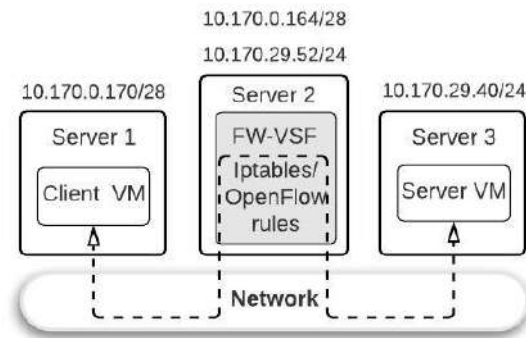 10.170.0.164/28
10.170.29.52/24
10.170.0.170/28
10.170.29.40/24
Server 1
Client VM
Server 2
FW-VSF
Iptables/
OpenFlow
rules
Server 3
Server VM
Network